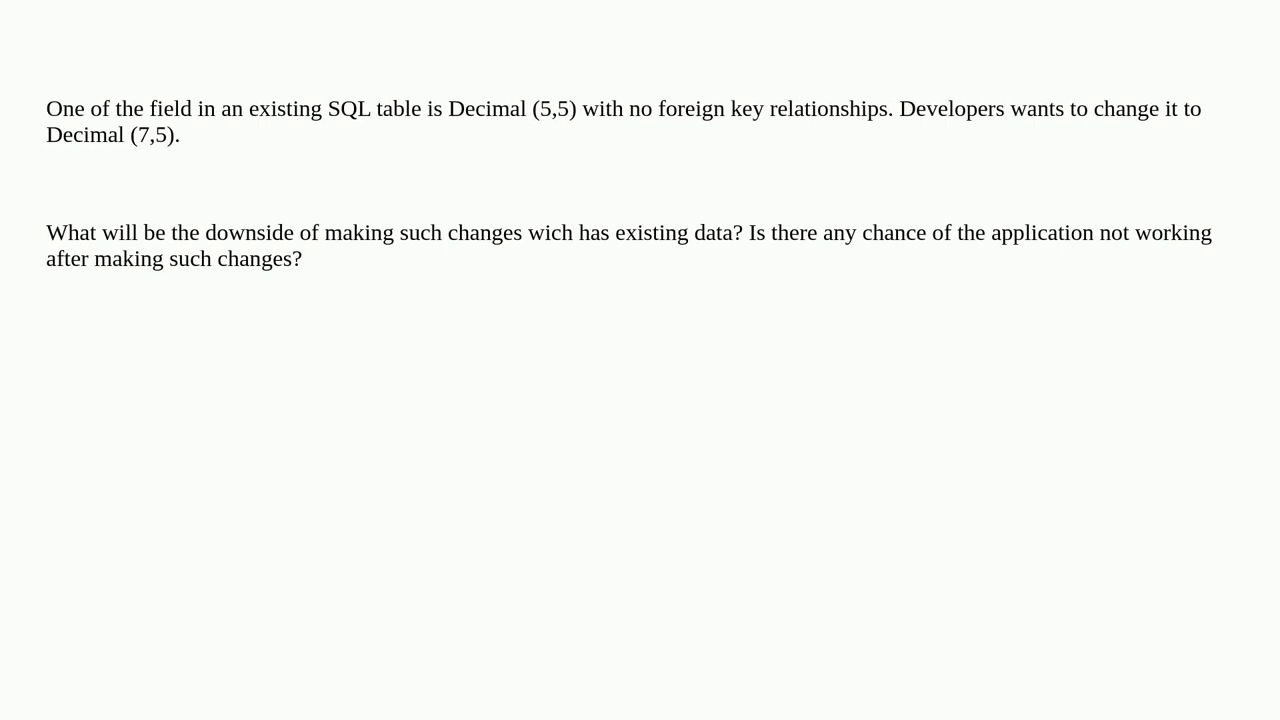 One of the field in an existing SQL table is Decimal (5,5) with no foreign key relationships. Developers wants to change it to
Decimal (7,5).
What will be the downside of making such changes wich has existing data? Is there any chance of the application not working
after making such changes?